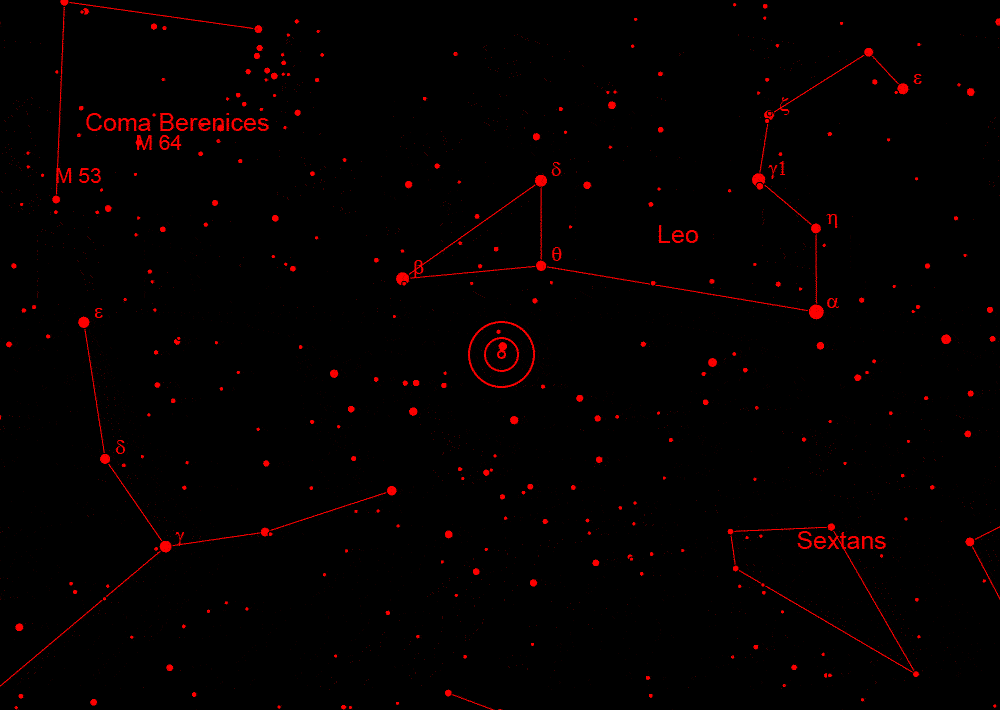 ε
ζ
Coma Berenices
M 64
δ
γ1
M 53
η
Leo
θ
β
α
ε
δ
γ
Sextans